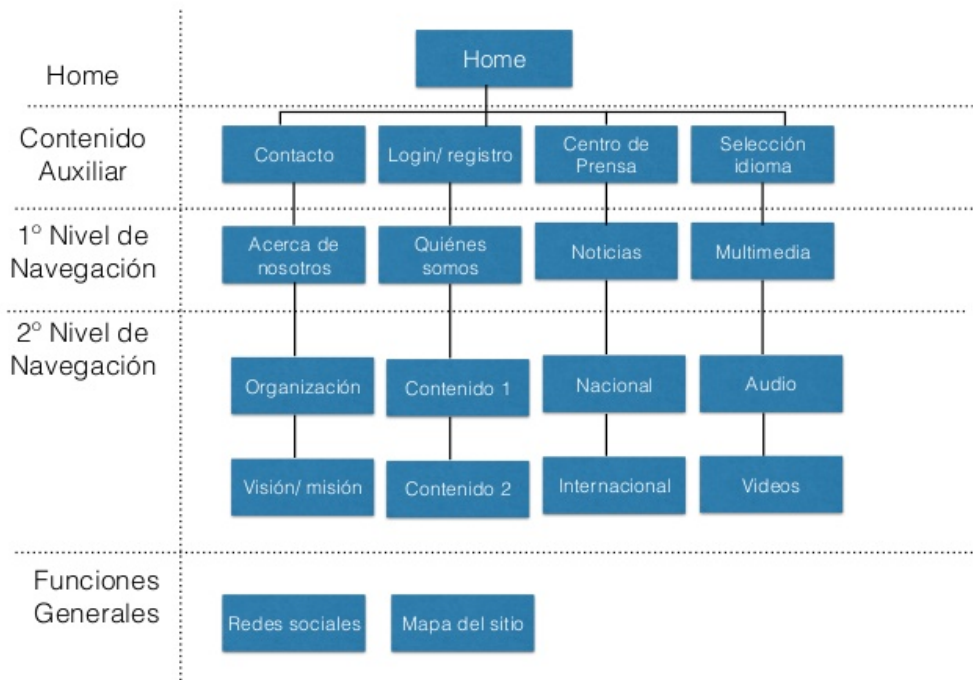 Home
Home
Contenido
Auxiliar
Contacto
Login/ registro
Centro de
Prensa
Selección
idioma
1º Nivel de
Navegación
Acerca de
nosotros
Quiénes
somos
Noticias
Multimedia
2º Nivel de
Navegación
Organización
Contenido 1
Nacional
Audio
Visión/ misión
Contenido 2
Internacional
Videos
Funciones
Generales
Redes sociales
Mapa del sitio